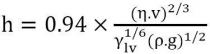 h = 0.94 × (η.v)^{2/3} / γ_{lv}^{1/6} (ρ.g)^{1/2}